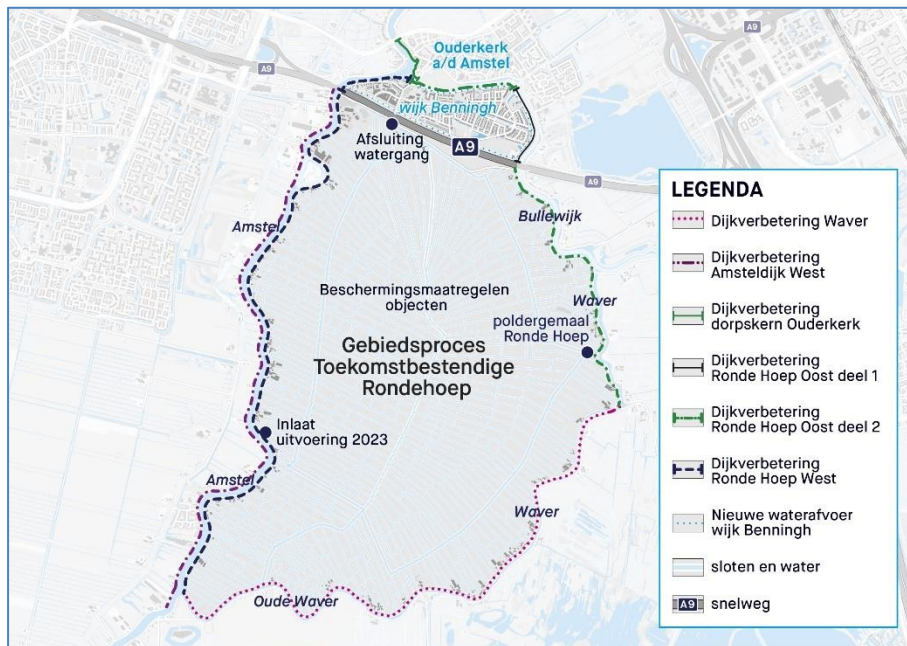 Ouderkerk
a/d Amstel
A9
wijk Benningh
Afsluiting
watergang
A9
A9
Bullewijk
Amstel
Beschermingsmaatregelen
objecten
Waver
poldergemaal
Ronde Hoep
Gebiedsproces
Toekomstbestendige
Rondehoep
Inlaat
uitvoering 2023
Amstel
Waver
Oude Waver
LEGENDA
Dijkverbetering Waver
Dijkverbetering
Amsteldijk West
Dijkverbetering
dorpskern Ouderkerk
Dijkverbetering
Ronde Hoep Oost deel 1
Dijkverbetering
Ronde Hoep Oost deel 2
Dijkverbetering
Ronde Hoep West
Nieuwe waterafvoer
wijk Benningh
sloten en water
A9 snelweg